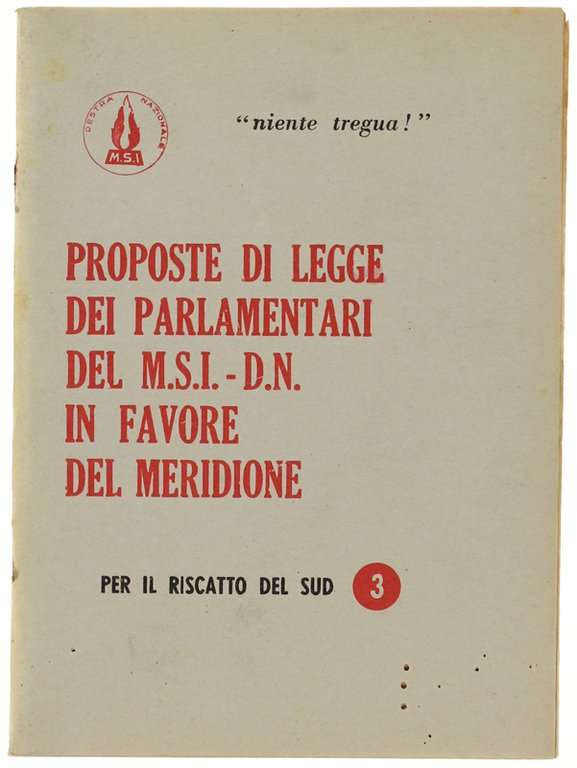 DESTRA NAZIONALE
M.S.I
“niente tregua!”
PROPOSTE DI LEGGE
DEI PARLAMENTARI
DEL M.S.I.-D.N.
IN FAVORE
DEL MERIDIONE
PER IL RISCATTO DEL SUD 3